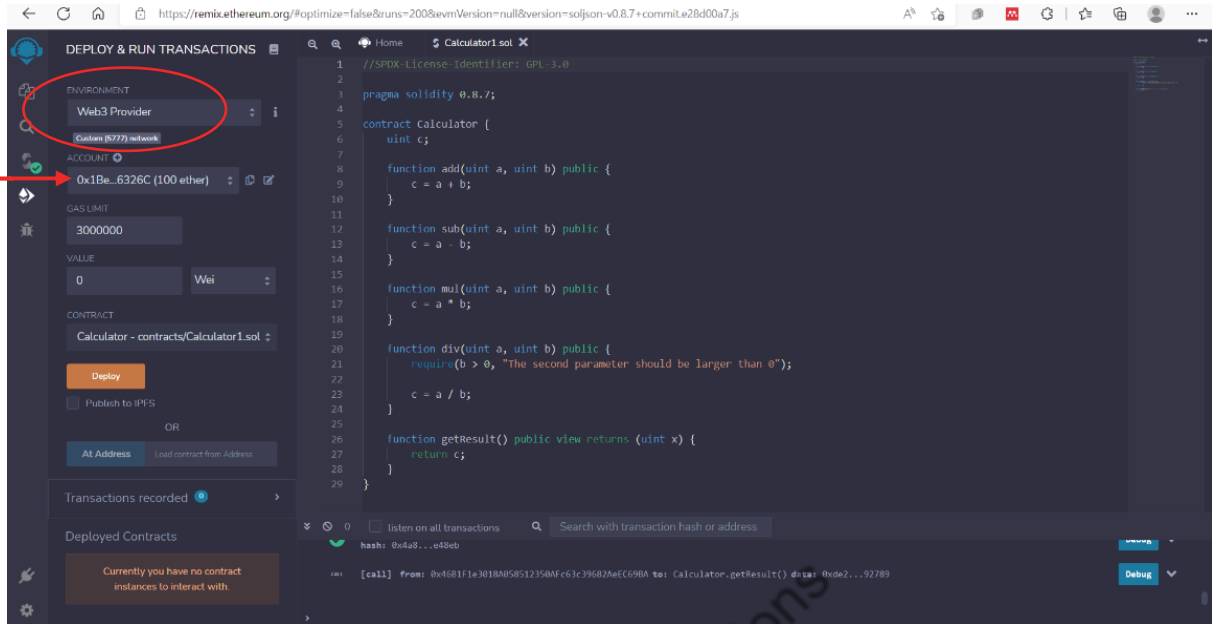 https://remix.ethereum.org/#optimize=false&runs=200&evmVersion=null&version=soljson-v0.8.7+commit.e28d00a7.js
DEPLOY & RUN TRANSACTIONS
ENVIRONMENT
Web3 Provider
i
Custom (5777) network
ACCOUNT
0x1Be...6326C (100 ether)
GAS LIMIT
3000000
VALUE
0 Wei
CONTRACT
Calculator - contracts/Calculator1.sol
Deploy
Publish to IPFS
OR
At Address Load contract from Address
Transactions recorded 0
Deployed Contracts
Currently you have no contract
instances to interact with.
Home Calculator1.sol
1 //SPDX-License-Identifier: GPL-3.0
2
3 pragma solidity 0.8.7;
4
5 contract Calculator {
6 uint c;
7
8 function add(uint a, uint b) public {
9 c = a + b;
10 }
11
12 function sub(uint a, uint b) public {
13 c = a - b;
14 }
15
16 function mul(uint a, uint b) public {
17 c = a * b;
18 }
19
20 function div(uint a, uint b) public {
21 require(b > 0, "The second parameter should be larger than 0");
22
23 c = a / b;
24 }
25
26 function getResult() public view returns (uint x) {
27 return c;
28 }
29 }
0 listen on all transactions Search with transaction hash or address
hash: 0x4a8...e48eb Debug
[call] from: 0x4681F1e3018A058512350AFc63c39682AeEC69BA to: Calculator.getResult() data: 0xde2...92789 Debug
ons